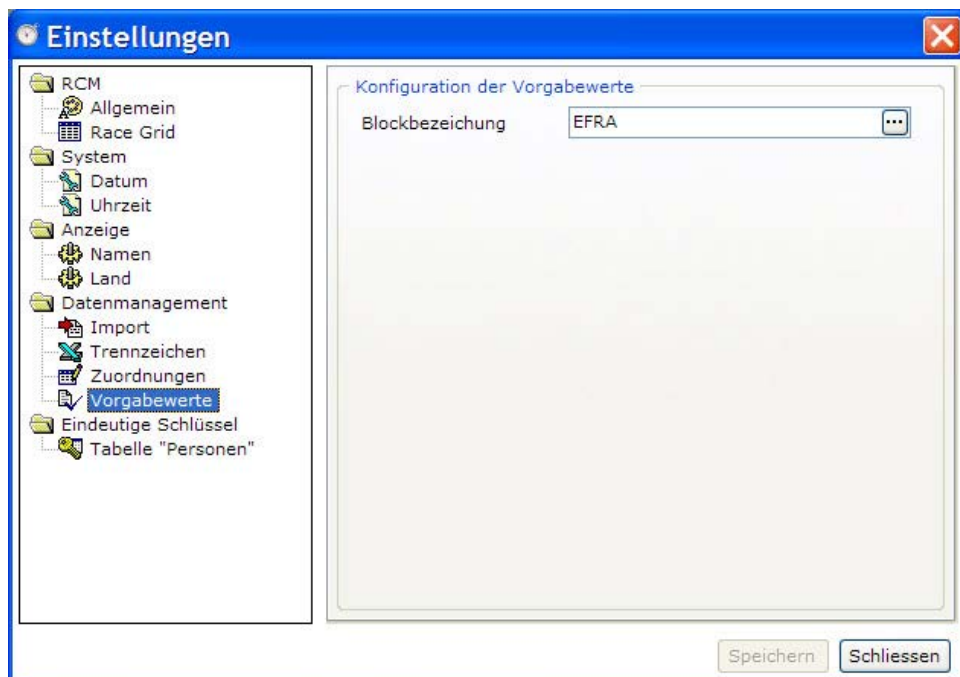 Einstellungen
RCM
Allgemein
Race Grid
System
Datum
Uhrzeit
Anzeige
Namen
Land
Datenmanagement
Import
Trennzeichen
Zuordnungen
Vorgabewerte
Eindeutige Schlüssel
Tabelle "Personen"
Konfiguration der Vorgabewerte
Blockbezeichung EFRA ...
Speichern Schliessen